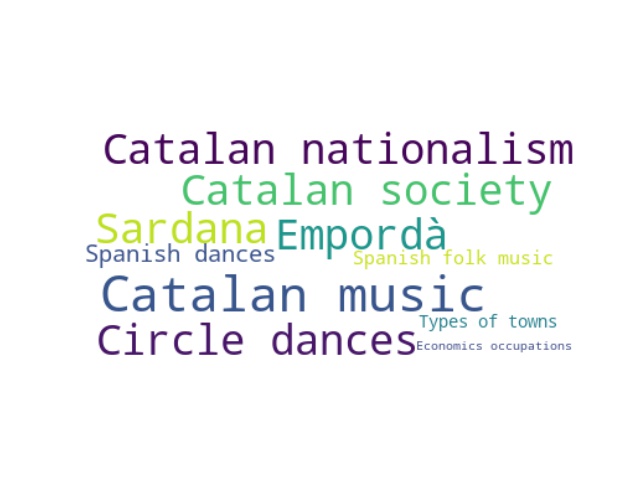 Catalan nationalism
Catalan society
Sardana
Empordà
Spanish dances
Spanish folk music
Catalan music
Types of towns
Circle dances
Economics occupations